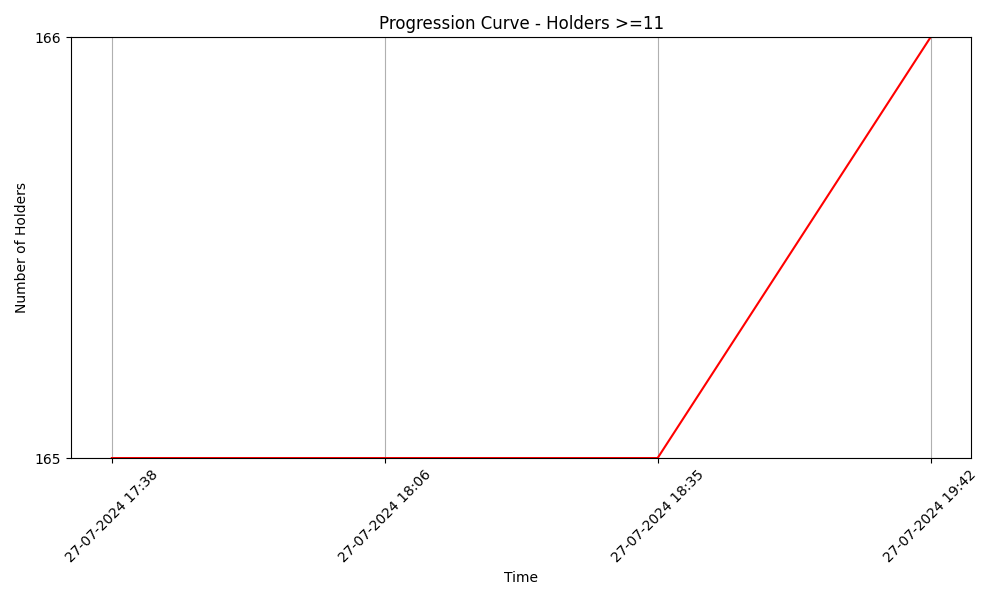 Progression Curve - Holders >=11
166
165
Number of Holders
27-07-2024 17:38
27-07-2024 18:06
27-07-2024 18:35
27-07-2024 19:42
Time